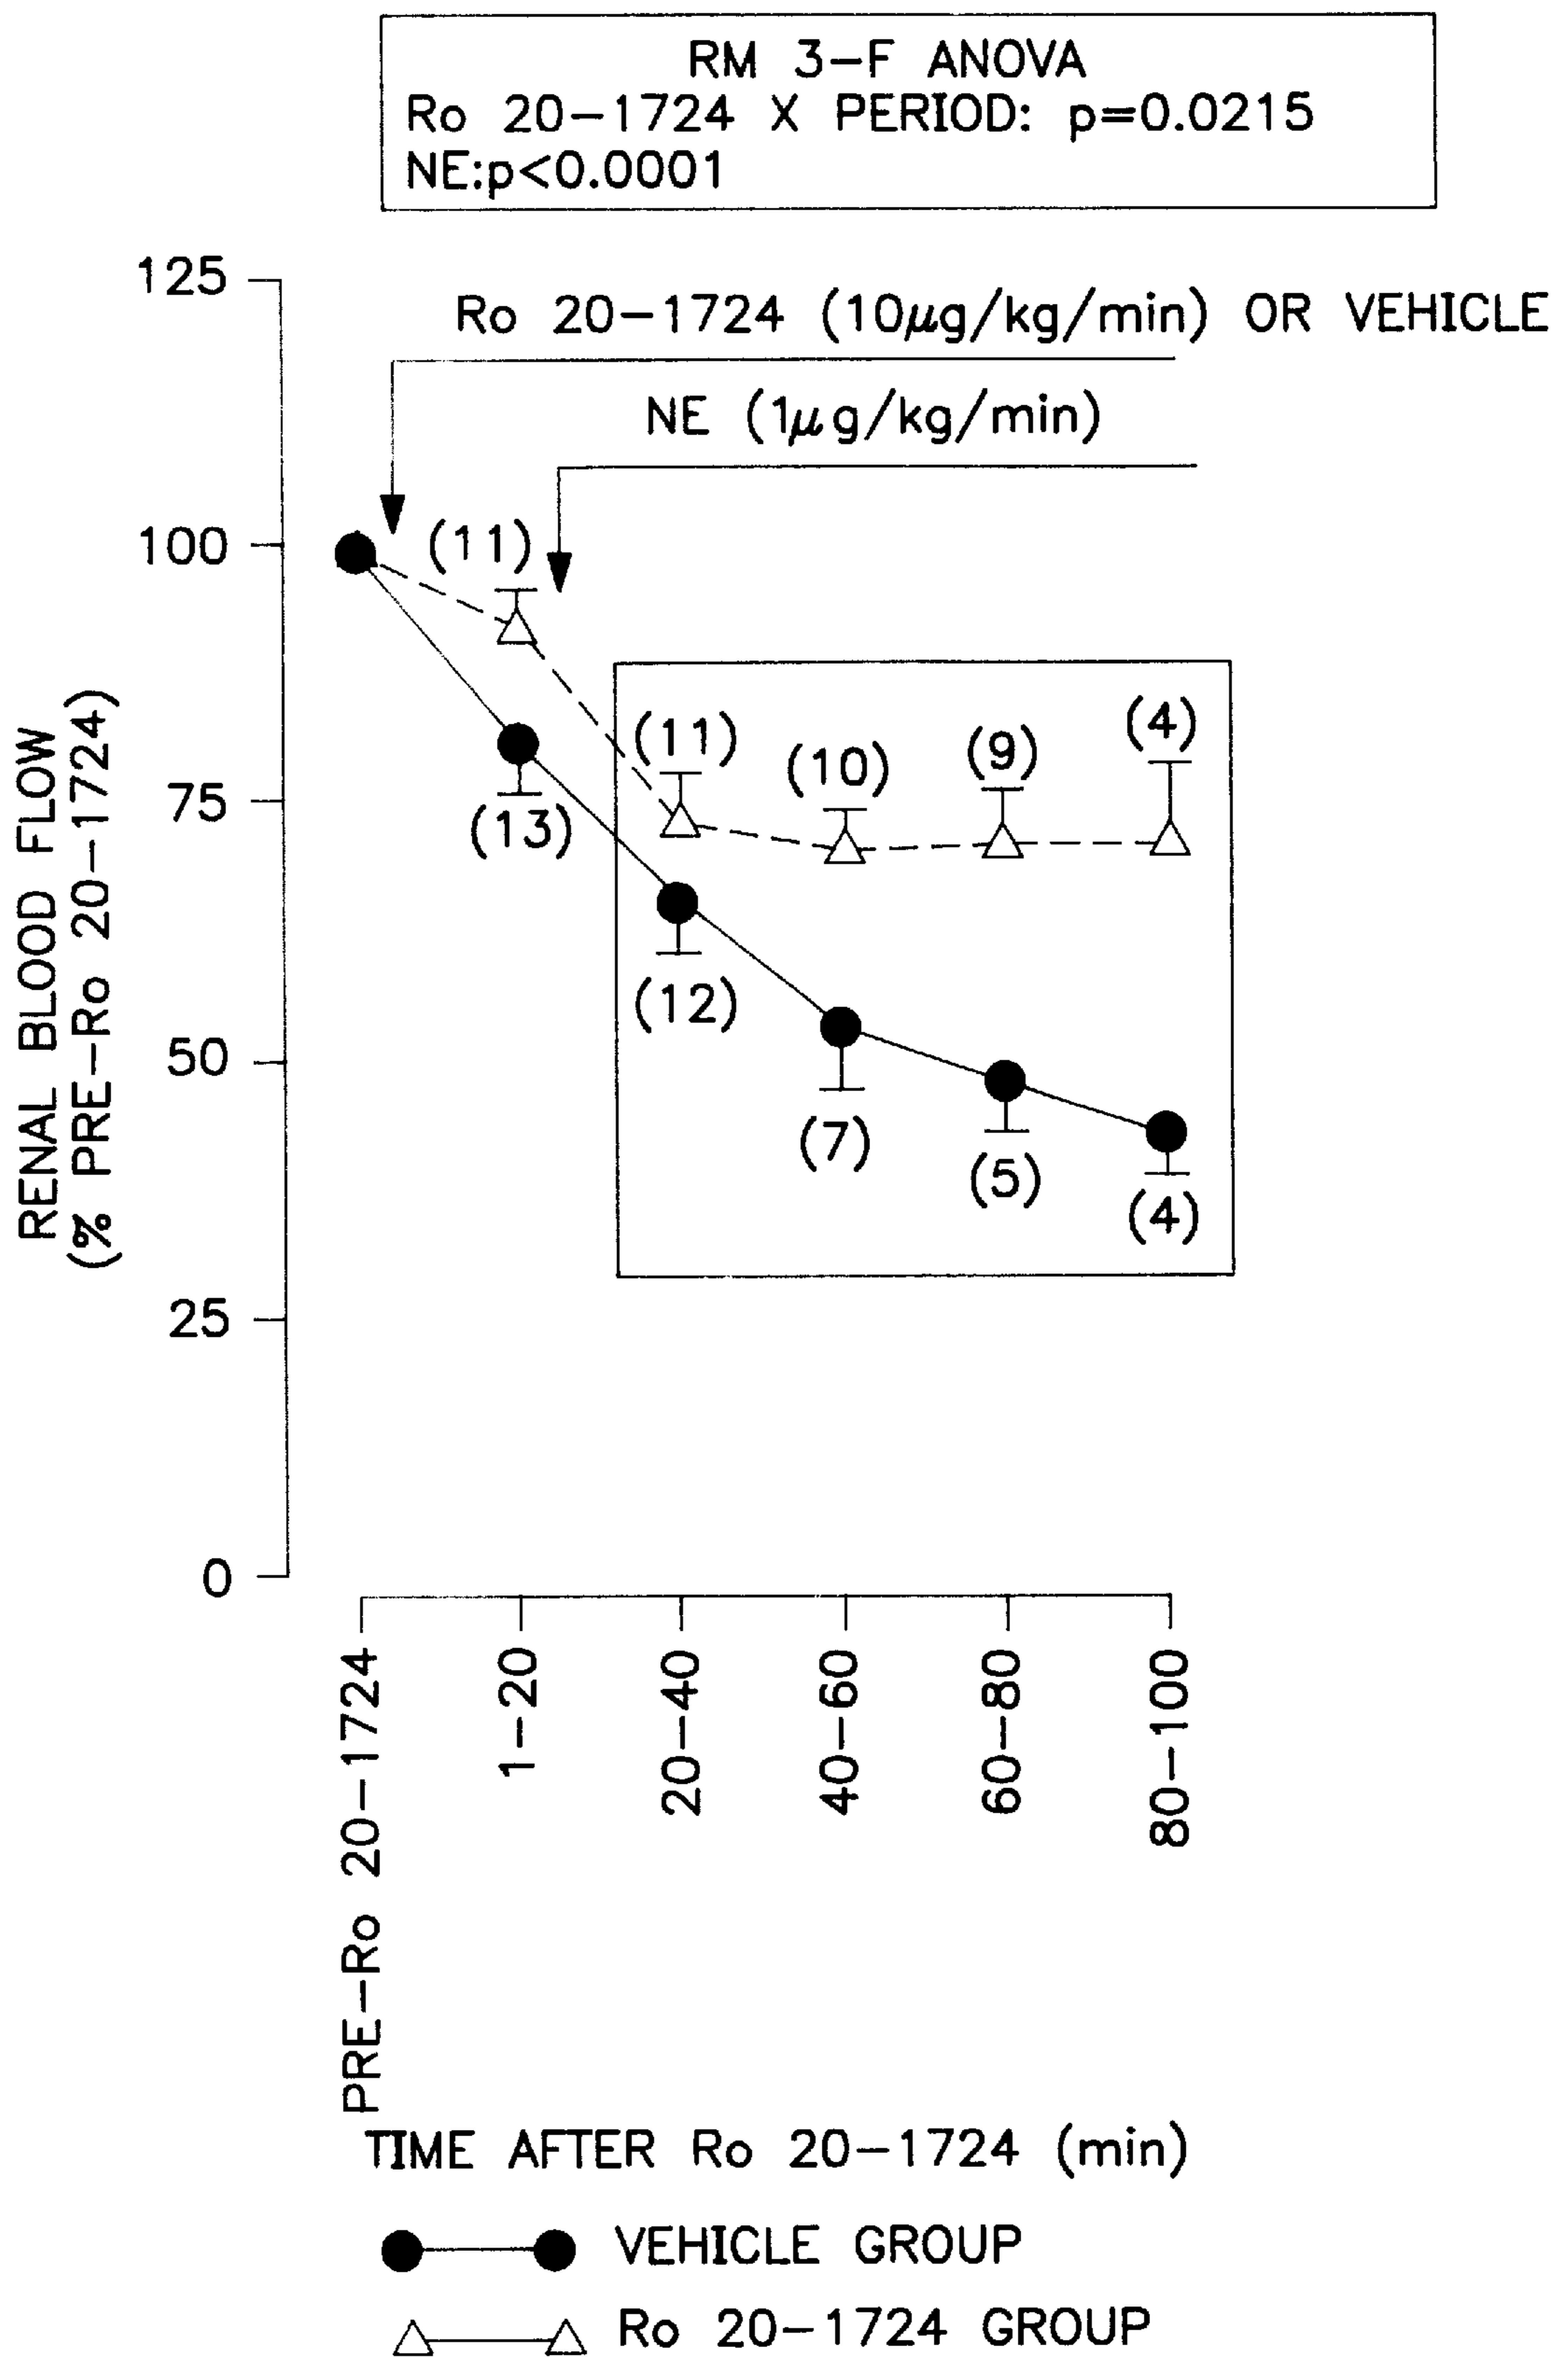 RM 3-F ANOVA
Ro 20-1724 X PERIOD: p=0.0215
NE:p<0.0001
125
Ro 20-1724 (10μg/kg/min) OR VEHICLE
NE (1μg/kg/min)
100
(11)
75
(13)
(11)
(10)
(9)
(4)
50
(12)
(7)
(5)
(4)
25
0
RENAL BLOOD FLOW
(% PRE-Ro 20-1724)
PRE-Ro 20-1724
1-20
20-40
40-60
60-80
80-100
TIME AFTER Ro 20-1724 (min)
VEHICLE GROUP
Ro 20-1724 GROUP